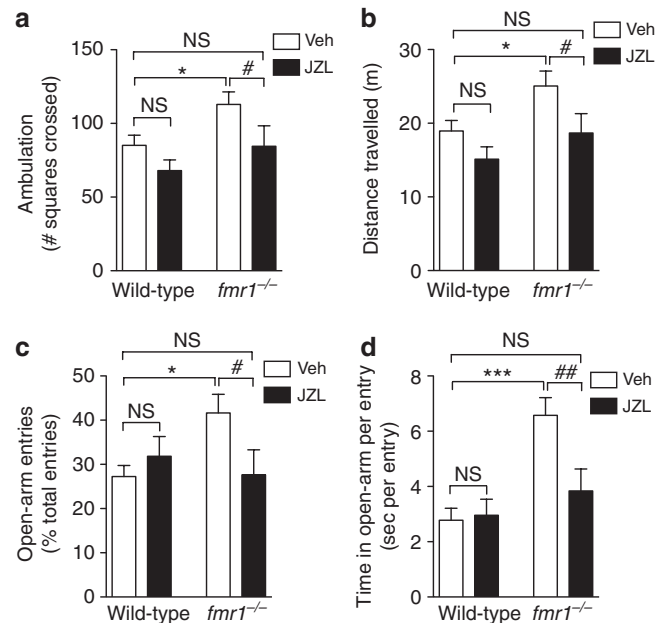 a
NS
Veh
JZL
*
#
NS
Ambulation
(# squares crossed)
150
100
50
0
Wild-type
fmr1–/–
b
NS
Veh
JZL
*
#
NS
Distance travelled (m)
30
20
10
0
Wild-type
fmr1–/–
c
NS
Veh
JZL
*
#
NS
Open-arm entries
(% total entries)
50
40
30
20
10
0
Wild-type
fmr1–/–
d
NS
Veh
JZL
***
##
NS
Time in open-arm per entry
(sec per entry)
8
6
4
2
0
Wild-type
fmr1–/–